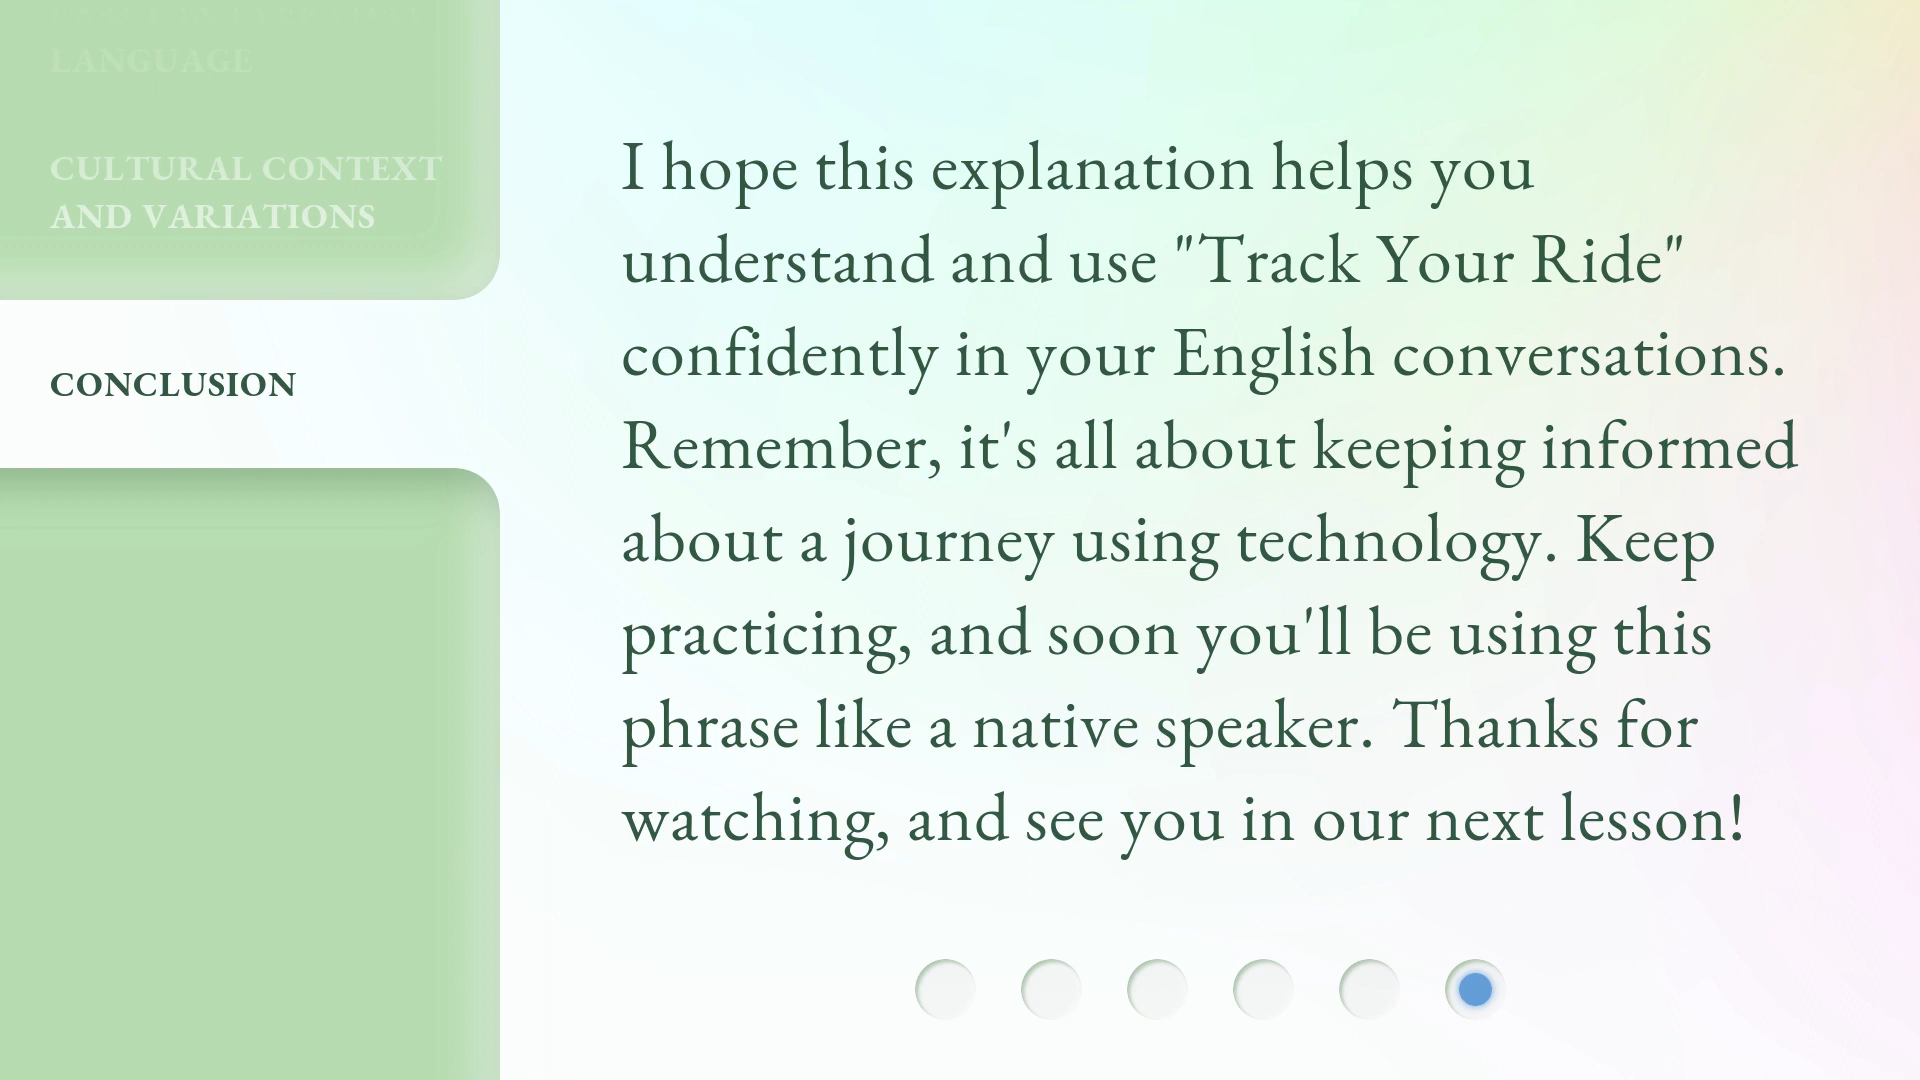 LANGUAGE
CULTURAL CONTEXT
AND VARIATIONS
CONCLUSION
I hope this explanation helps you
understand and use "Track Your Ride"
confidently in your English conversations.
Remember, it's all about keeping informed
about a journey using technology. Keep
practicing, and soon you'll be using this
phrase like a native speaker. Thanks for
watching, and see you in our next lesson!